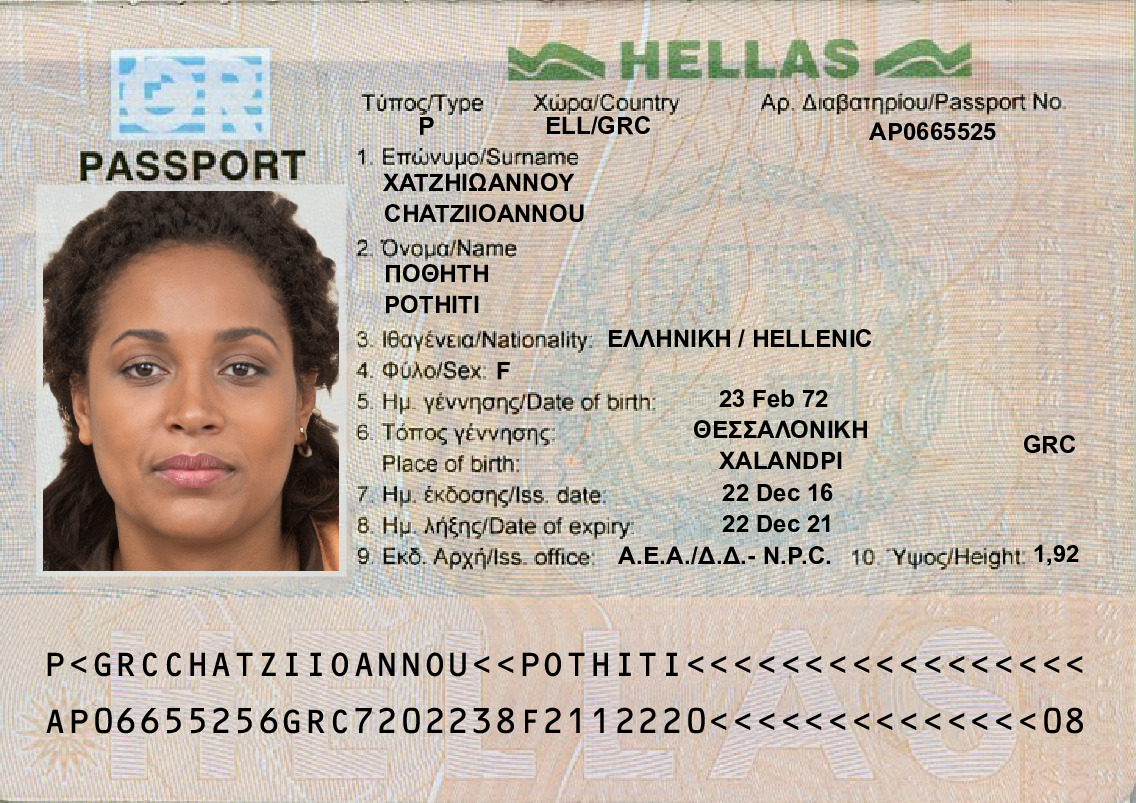 GR
HELLAS
PASSPORT
Τύπος/Type Χώρα/Country Αρ. Διαβατηρίου/Passport No.
P ELL/GRC AP0665525
1. Επώνυμο/Surname
ΧΑΤΖΗΙΩΑΝΝΟΥ
CHATZIIOANNOU
2. Όνομα/Name
ΠΟΘΗΤΗ
POTHITI
3. Ιθαγένεια/Nationality: ΕΛΛΗΝΙΚΗ / HELLENIC
4. Φύλο/Sex: F
5. Ημ. γέννησης/Date of birth: 23 Feb 72
6. Τόπος γέννησης: ΘΕΣΣΑΛΟΝΙΚΗ
Place of birth: XALANDPI GRC
7. Ημ. έκδοσης/Iss. date: 22 Dec 16
8. Ημ. λήξης/Date of expiry: 22 Dec 21
9 Εκδ. Αρχή/Iss. office: Α.Ε.Α./Δ.Δ.- N.P.C. 10. Ύψος/Height: 1,92
HELLAS
P<GRCCHATZIIOANNOU<<POTHITI<<<<<<<<<<<<<<<<<
AP06655256GRC7202238F2112220<<<<<<<<<<<<<<08